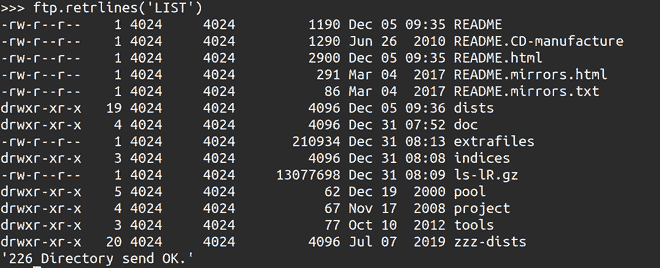 >>> ftp.retrlines('LIST')
-rw-r--r--    1 4024     4024         1190 Dec 05 09:35 README
-rw-r--r--    1 4024     4024         1290 Jun 26  2010 README.CD-manufacture
-rw-r--r--    1 4024     4024         2900 Dec 05 09:35 README.html
-rw-r--r--    1 4024     4024          291 Mar 04  2017 README.mirrors.html
-rw-r--r--    1 4024     4024           86 Mar 04  2017 README.mirrors.txt
drwxr-xr-x   19 4024     4024         4096 Dec 05 09:36 dists
drwxr-xr-x    4 4024     4024         4096 Dec 31 07:52 doc
-rw-r--r--    1 4024     4024       210934 Dec 31 08:13 extrafiles
drwxr-xr-x    3 4024     4024         4096 Dec 31 08:08 indices
-rw-r--r--    1 4024     4024     13077698 Dec 31 08:09 ls-lR.gz
drwxr-xr-x    5 4024     4024           62 Dec 19  2000 pool
drwxr-xr-x    4 4024     4024           67 Nov 17  2008 project
drwxr-xr-x    3 4024     4024           77 Oct 10  2012 tools
drwxr-xr-x   20 4024     4024         4096 Jul 07  2019 zzz-dists
'226 Directory send OK.'